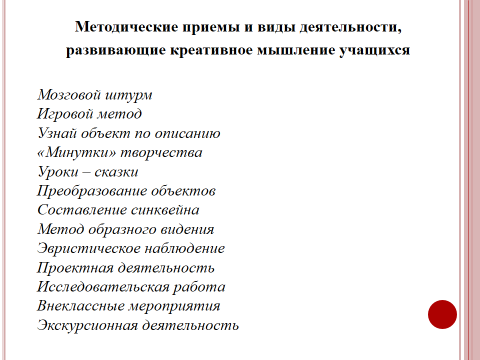 Методические приемы и виды деятельности,
развивающие креативное мышление учащихся
Мозговой штурм
Игровой метод
Узнай объект по описанию
«Минутки» творчества
Уроки – сказки
Преобразование объектов
Составление синквейна
Метод образного видения
Эвристическое наблюдение
Проектная деятельность
Исследовательская работа
Внеклассные мероприятия
Экскурсионная деятельность